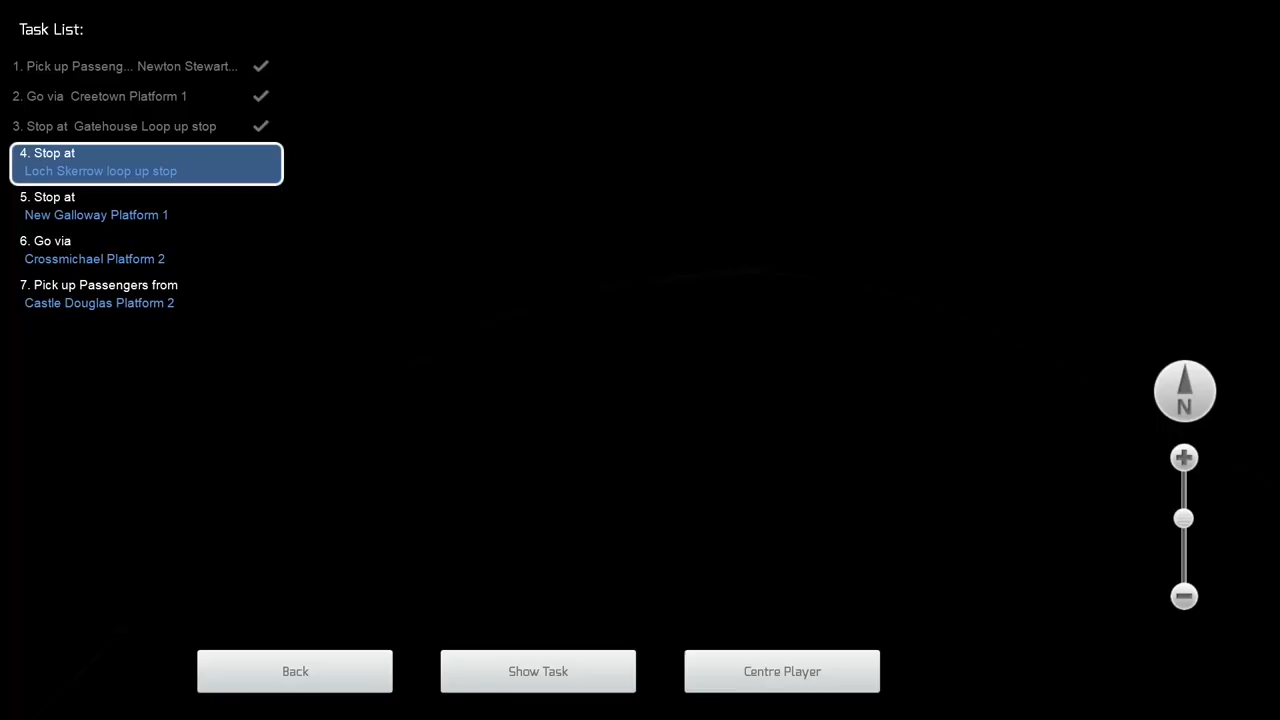 Task List:
1. Pick up Passeng... Newton Stewart...
2. Go via  Creetown Platform 1
3. Stop at  Gatehouse Loop up stop
4. Stop at
Loch Skerrow loop up stop
5. Stop at
New Galloway Platform 1
6. Go via
Crossmichael Platform 2
7. Pick up Passengers from
Castle Douglas Platform 2
N
Back
Show Task
Centre Player